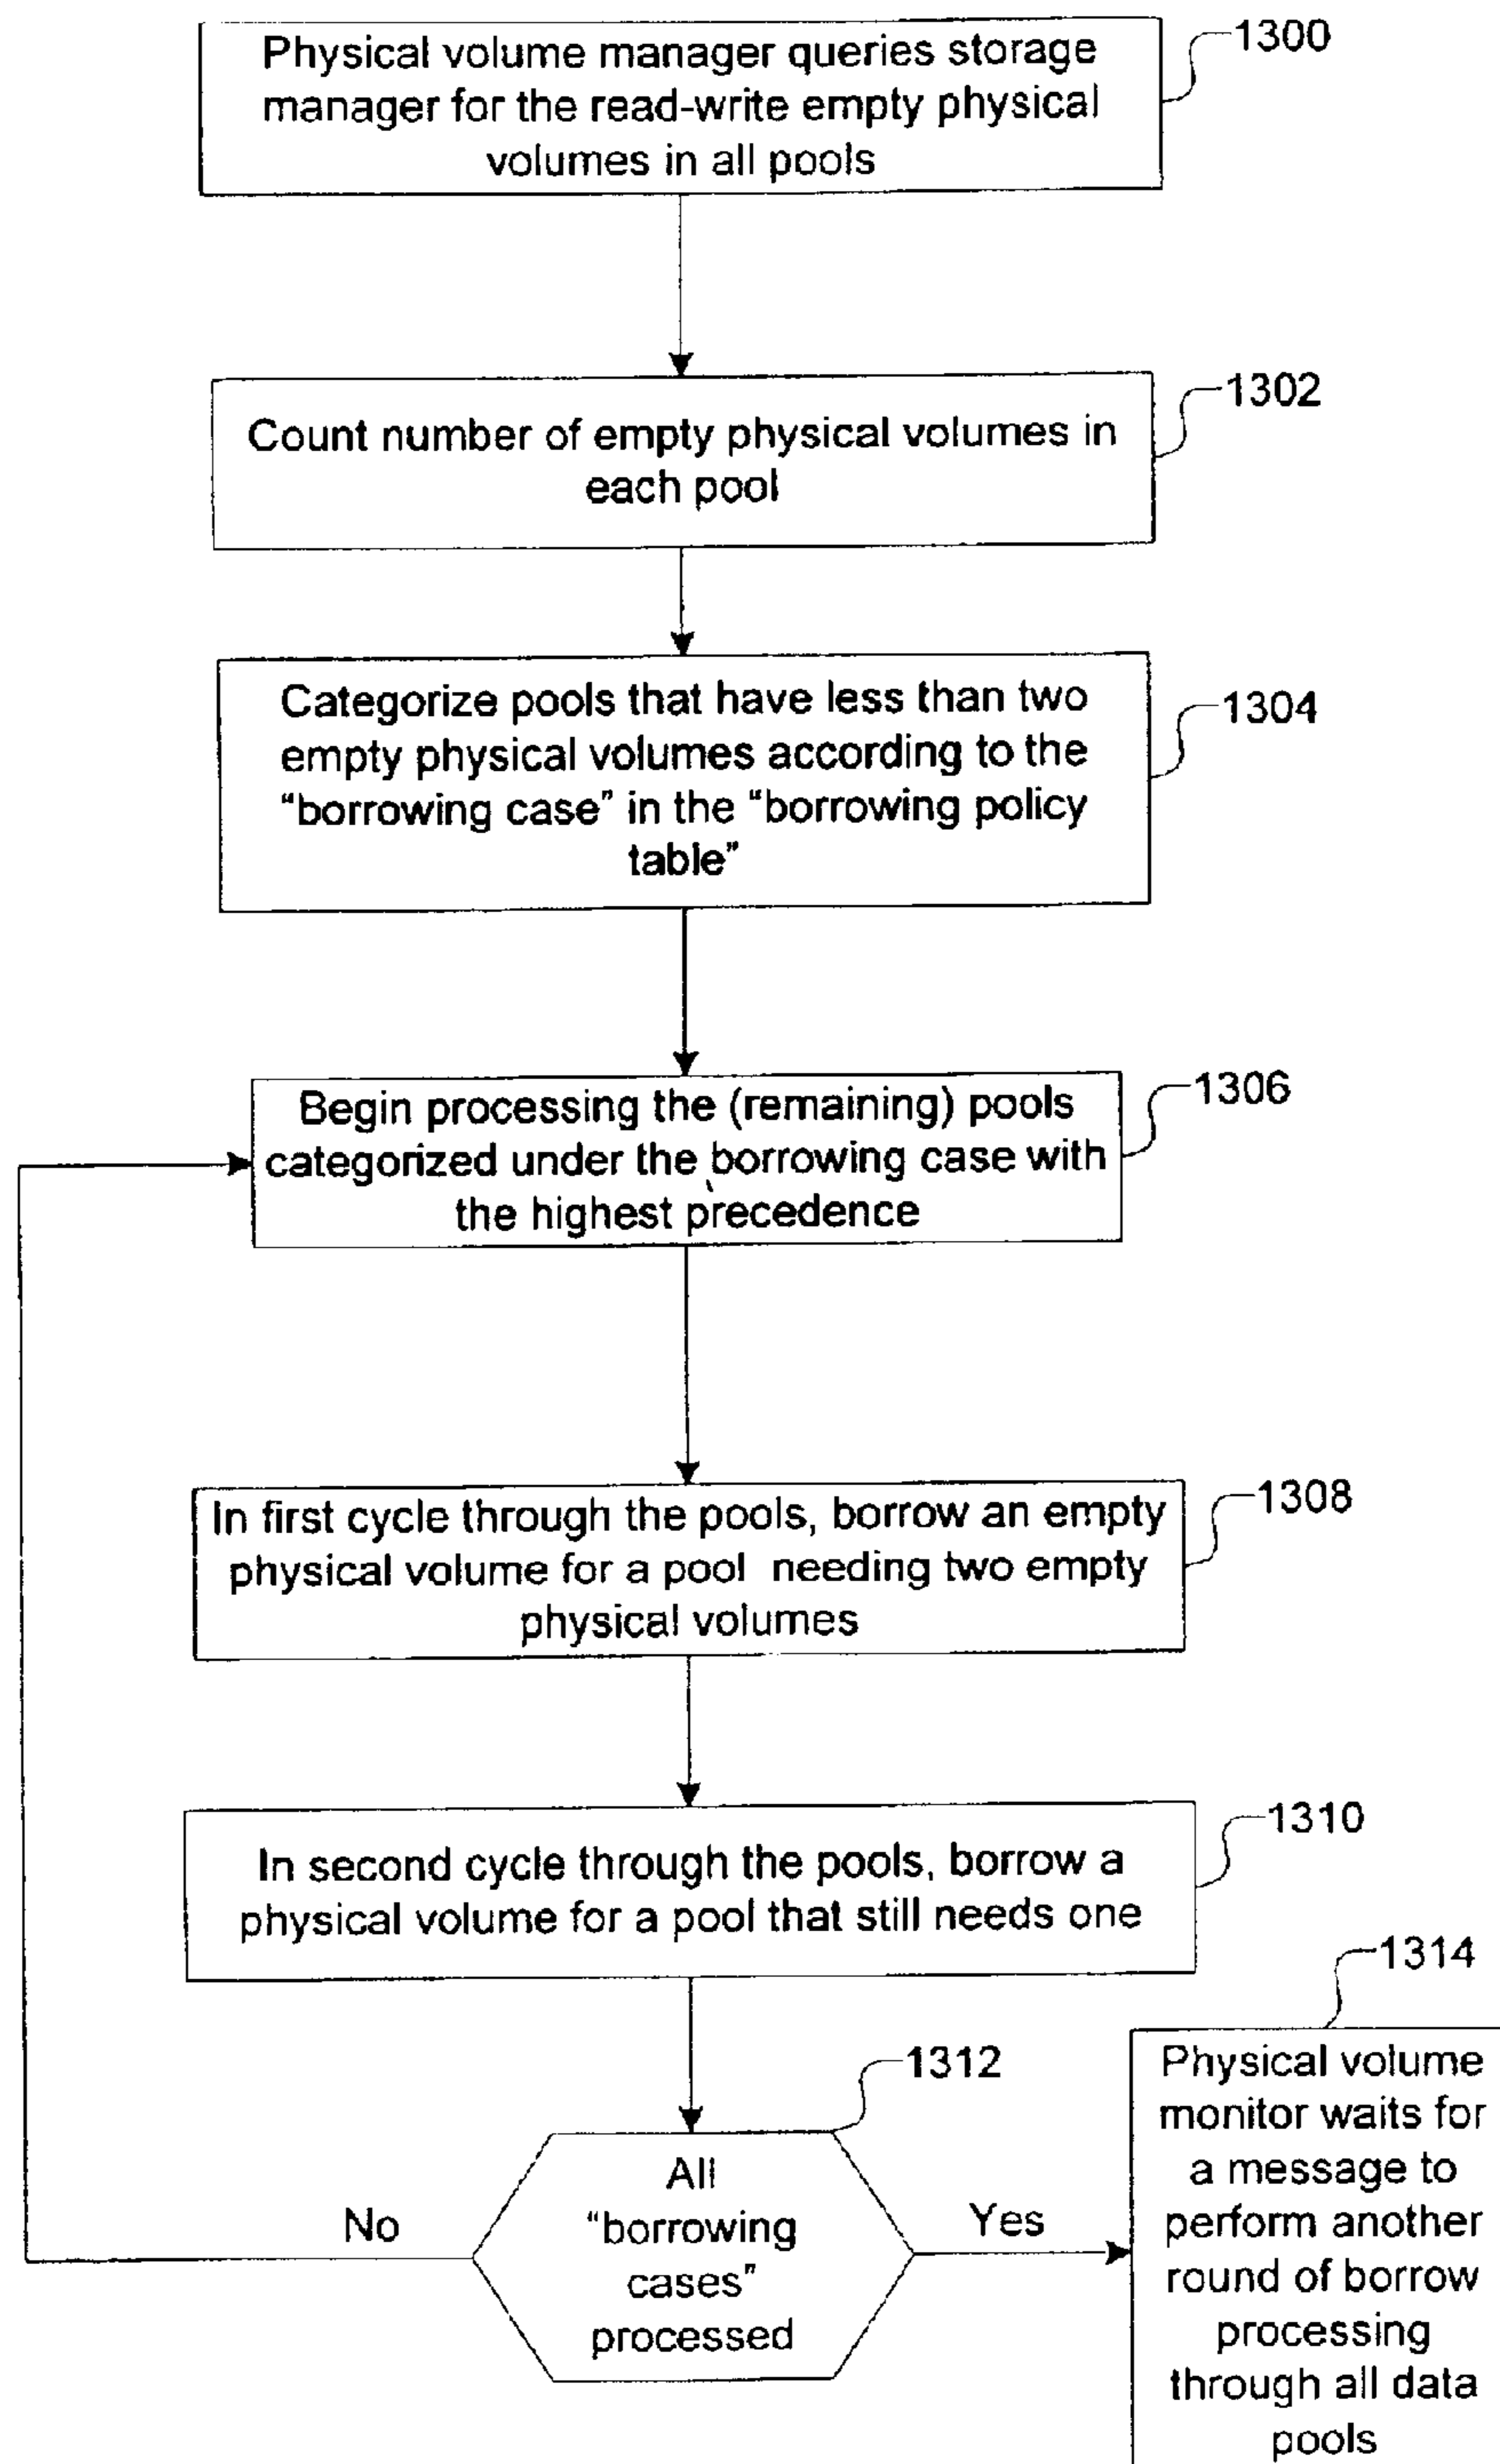 Physical volume manager queries storage
manager for the read-write empty physical
volumes in all pools
1300
Count number of empty physical volumes in
each pool
1302
Categorize pools that have less than two
empty physical volumes according to the
“borrowing case” in the “borrowing policy
table”
1304
Begin processing the (remaining) pools
categorized under the borrowing case with
the highest precedence
1306
In first cycle through the pools, borrow an empty
physical volume for a pool needing two empty
physical volumes
1308
In second cycle through the pools, borrow a
physical volume for a pool that still needs one
1310
1312
All
“borrowing
cases”
processed
No
Yes
1314
Physical volume
monitor waits for
a message to
perform another
round of borrow
processing
through all data
pools